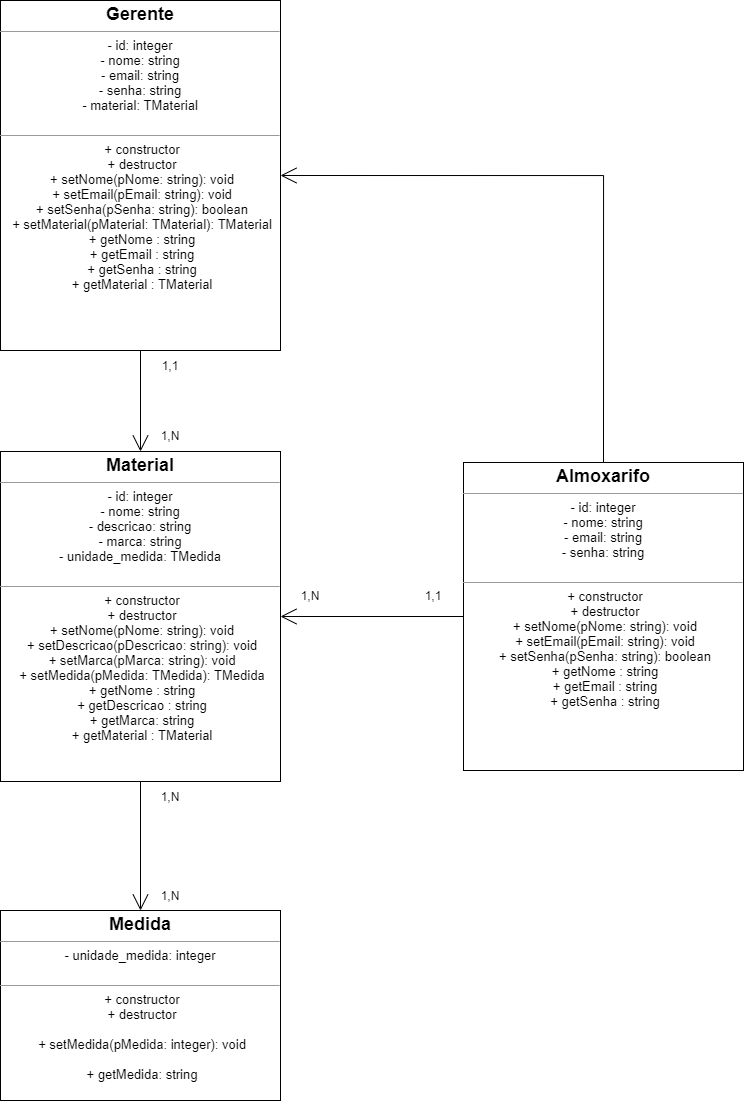 Gerente
- id: integer
- nome: string
- email: string
- senha: string
- material: TMaterial
+ constructor
+ destructor
+ setNome(pNome: string): void
+ setEmail(pEmail: string): void
+ setSenha(pSenha: string): boolean
+ setMaterial(pMaterial: TMaterial): TMaterial
+ getNome : string
+ getEmail : string
+ getSenha : string
+ getMaterial : TMaterial
1,1
1,N
Material
- id: integer
- nome: string
- descricao: string
- marca: string
- unidade_medida: TMedida
+ constructor
+ destructor
+ setNome(pNome: string): void
+ setDescricao(pDescricao: string): void
+ setMarca(pMarca: string): void
+ setMedida(pMedida: TMedida): TMedida
+ getNome : string
+ getDescricao : string
+ getMarca: string
+ getMaterial : TMaterial
1,N
1,1
Almoxarifo
- id: integer
- nome: string
- email: string
- senha: string
+ constructor
+ destructor
+ setNome(pNome: string): void
+ setEmail(pEmail: string): void
+ setSenha(pSenha: string): boolean
+ getNome : string
+ getEmail : string
+ getSenha : string
1,N
1,N
Medida
- unidade_medida: integer
+ constructor
+ destructor
+ setMedida(pMedida: integer): void
+ getMedida: string